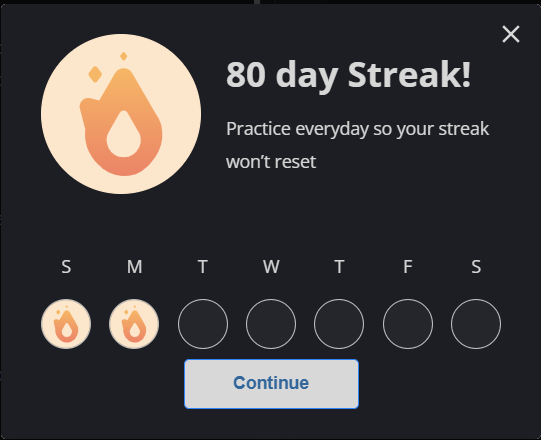 80 day Streak!
Practice everyday so your streak
won’t reset
S M T W T F S
Continue